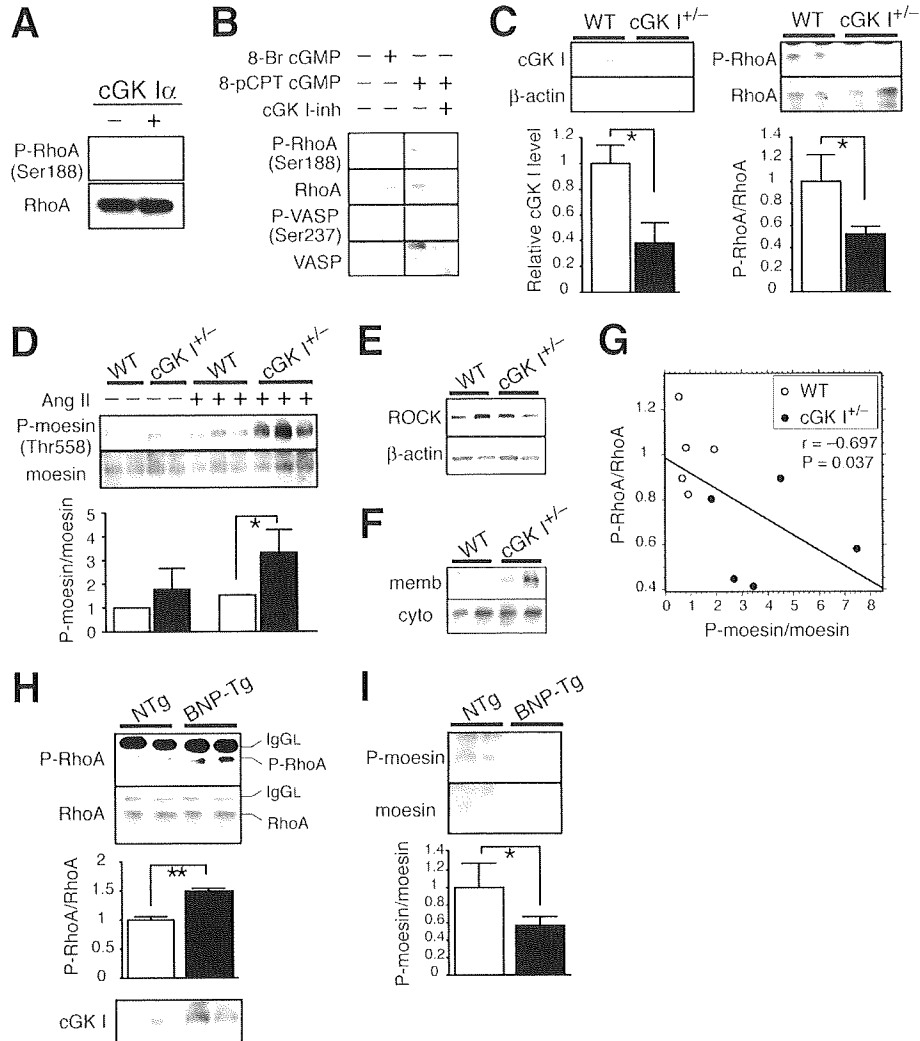 A
cGK Iα
− +
P-RhoA
(Ser188)
RhoA
B
8-Br cGMP − + − −
8-pCPT cGMP − − + +
cGK I-inh − − − +
P-RhoA
(Ser188)
RhoA
P-VASP
(Ser237)
VASP
C
WT cGK I+/−
cGK I
β-actin
Relative cGK I level
1.2
1
0.8
0.6
0.4
0.2
0
*
WT cGK I+/−
P-RhoA
RhoA
P-RhoA/RhoA
1.4
1.2
1
0.8
0.6
0.4
0.2
0
*
D
WT cGK I+/− WT cGK I+/−
Ang II − − − − + + + + + +
P-moesin
(Thr558)
moesin
P-moesin/moesin
5
4
3
2
1
0
*
E
WT cGK I+/−
ROCK
β-actin
F
WT cGK I+/−
memb
cyto
G
P-RhoA/RhoA
1.2
1
0.8
0.6
0.4
WT
cGK I+/−
r = −0.697
P = 0.037
0 1 2 3 4 5 6 7 8
P-moesin/moesin
H
NTg BNP-Tg
P-RhoA
IgGL
P-RhoA
RhoA
IgGL
RhoA
P-RhoA/RhoA
2
1.5
1
0.5
0
**
cGK I
I
NTg BNP-Tg
P-moesin
moesin
P-moesin/moesin
1.4
1.2
1
0.8
0.6
0.4
0.2
0
*